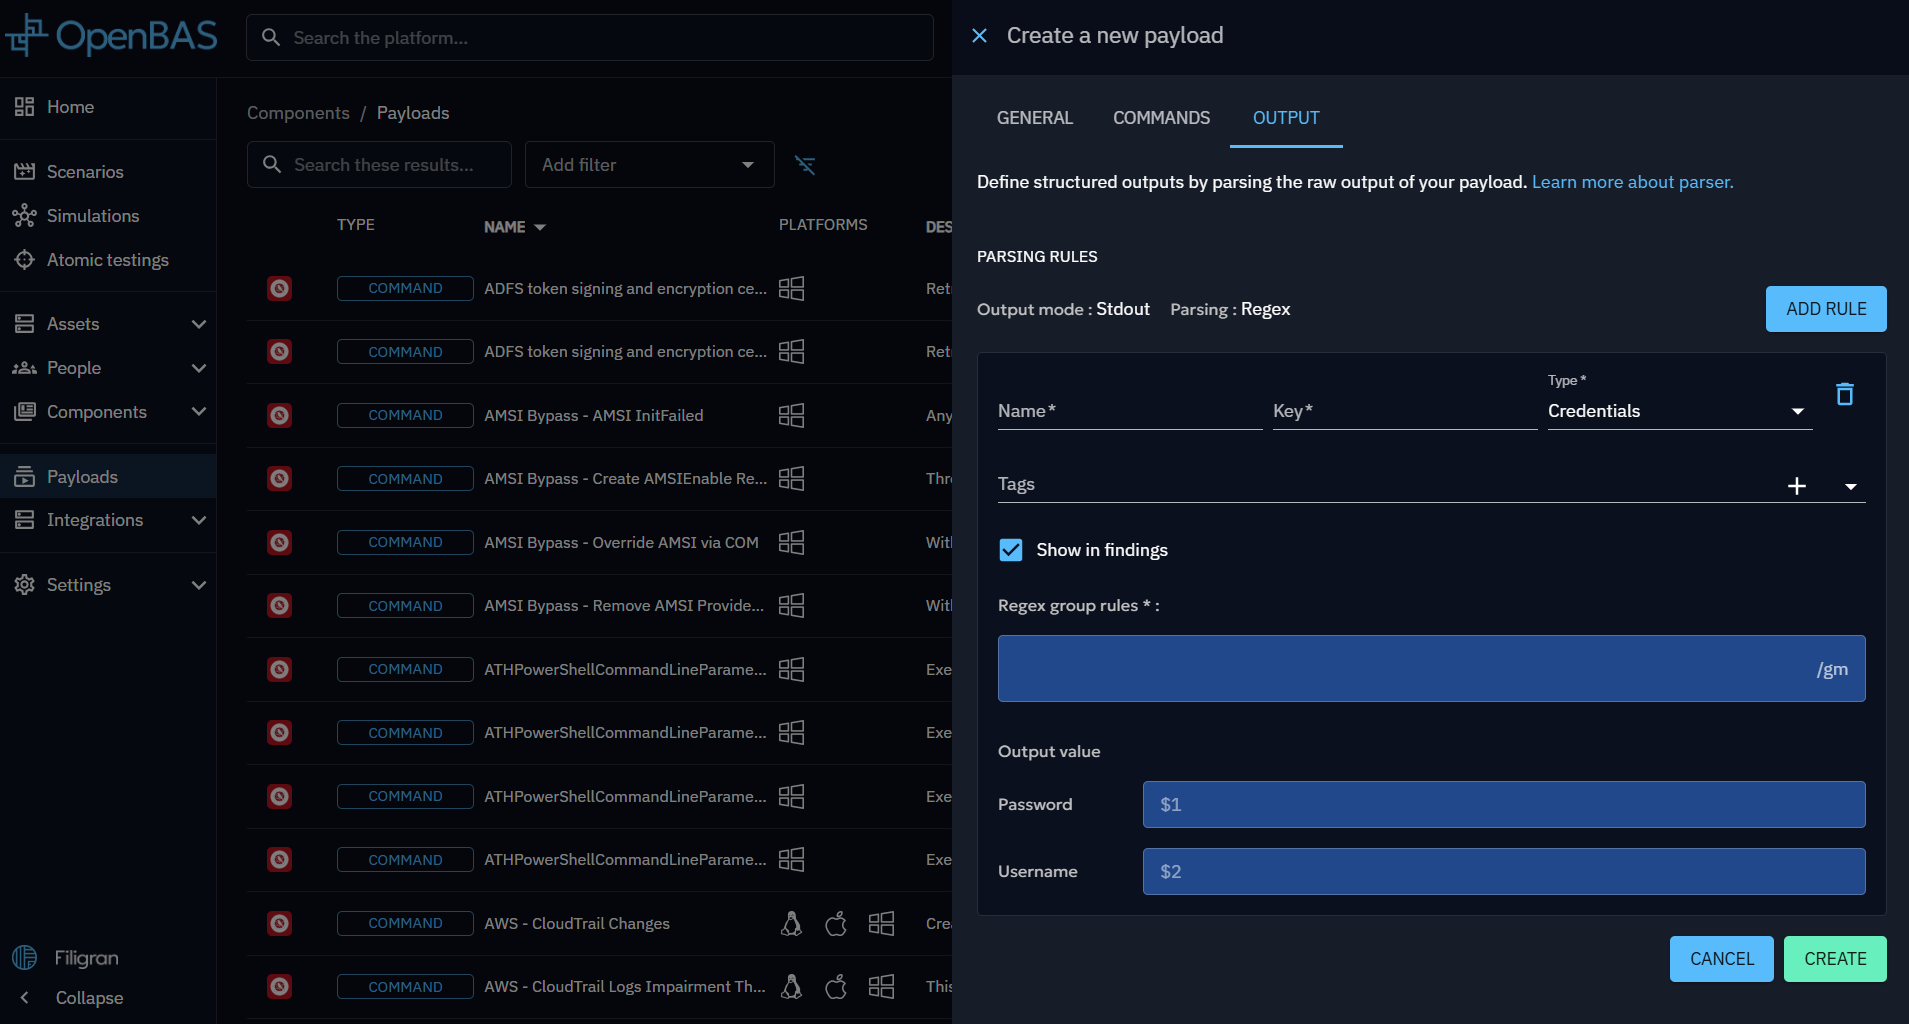 OpenBAS
Search the platform...
Home
Scenarios
Simulations
Atomic testings
Assets
People
Components
Payloads
Integrations
Settings
Filigran
Collapse
Components / Payloads
Search these results...
Add filter
TYPE NAME PLATFORMS DES
COMMAND ADFS token signing and encryption ce... Ret
COMMAND ADFS token signing and encryption ce... Ret
COMMAND AMSI Bypass - AMSI InitFailed Any
COMMAND AMSI Bypass - Create AMSIEnable Re... Thr
COMMAND AMSI Bypass - Override AMSI via COM Wit
COMMAND AMSI Bypass - Remove AMSI Provide... Wit
COMMAND ATHPowerShellCommandLineParame... Exe
COMMAND ATHPowerShellCommandLineParame... Exe
COMMAND ATHPowerShellCommandLineParame... Exe
COMMAND ATHPowerShellCommandLineParame... Exe
COMMAND AWS - CloudTrail Changes Cre
COMMAND AWS - CloudTrail Logs Impairment Th... This
Create a new payload
GENERAL COMMANDS OUTPUT
Define structured outputs by parsing the raw output of your payload. Learn more about parser.
PARSING RULES
Output mode : Stdout Parsing : Regex
ADD RULE
Name*
Key*
Type *
Credentials
Tags
Show in findings
Regex group rules * :
/gm
Output value
Password $1
Username $2
CANCEL
CREATE